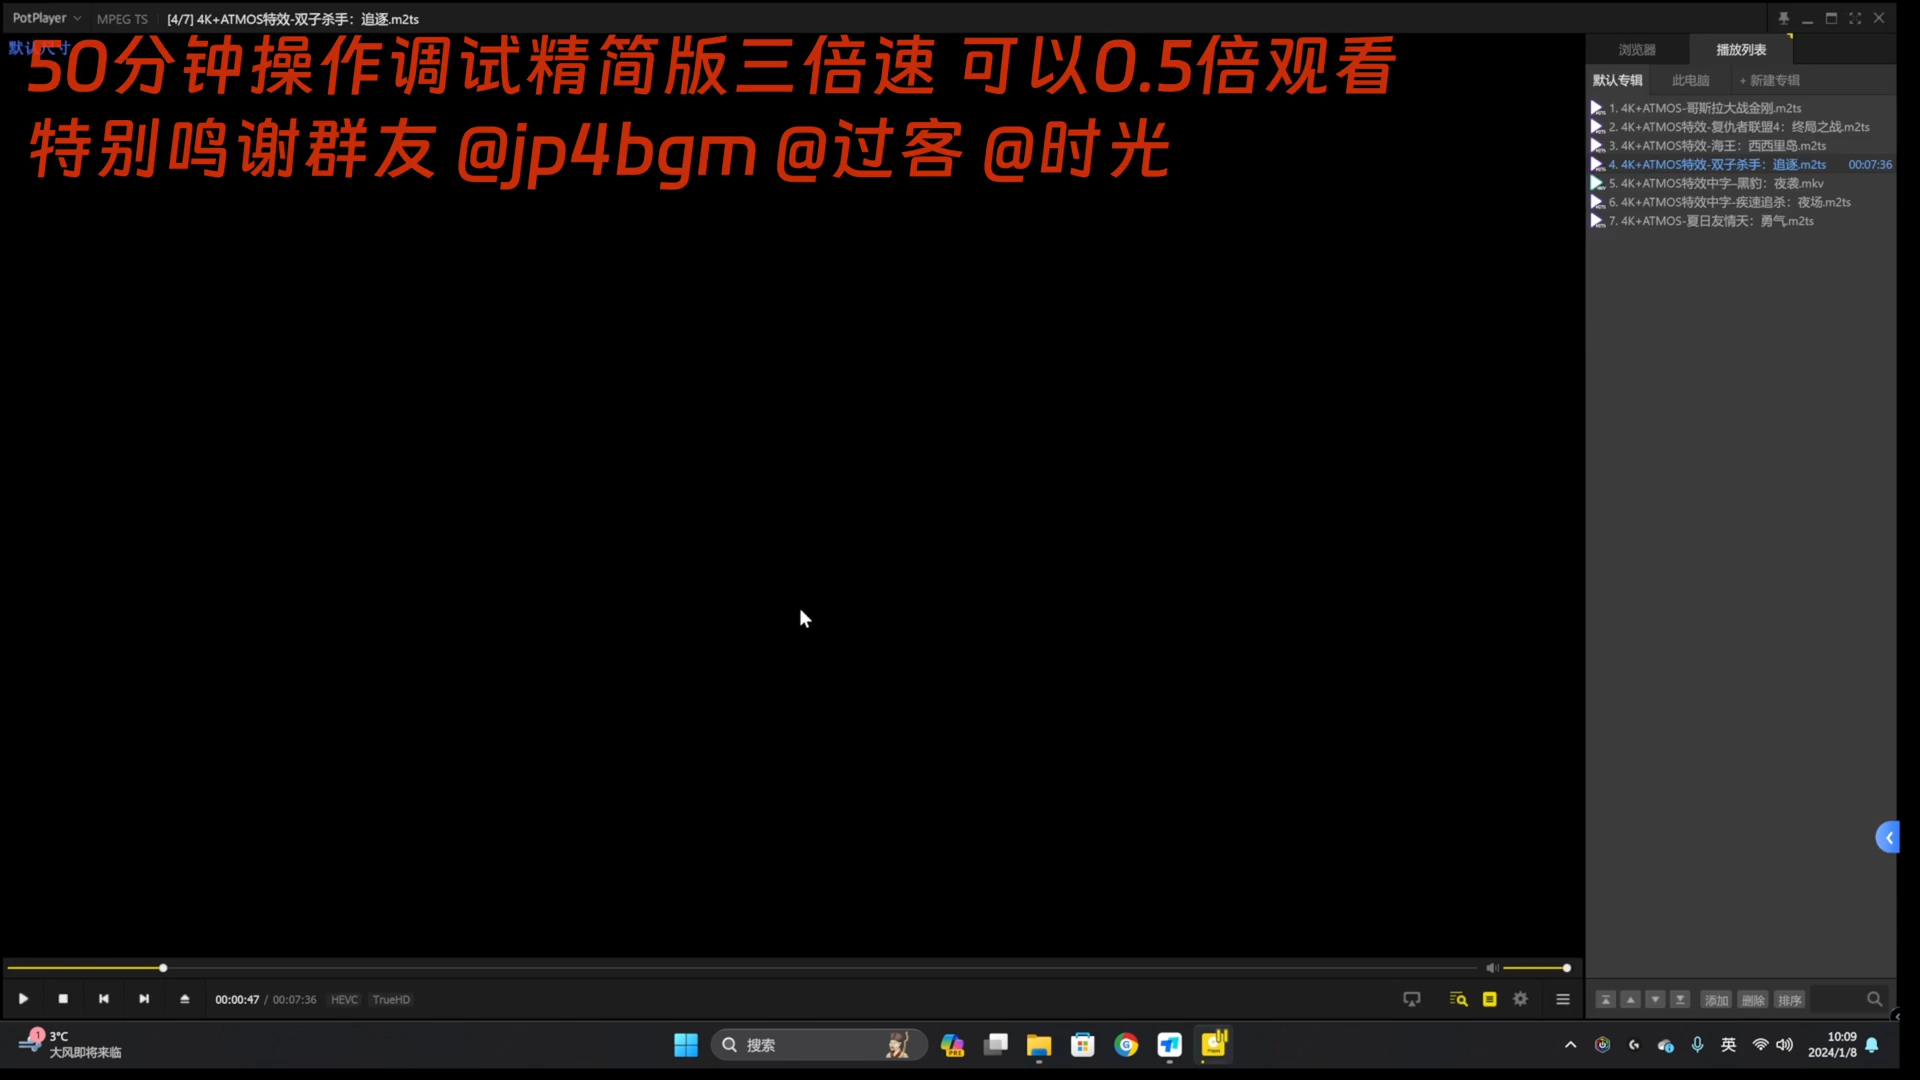 PotPlayer MPEG TS [4/7] 4K+ATMOS特效-双子杀手：追逐.m2ts
50分钟操作调试精简版三倍速 可以0.5倍观看
特别鸣谢群友 @jp4bgm @过客 @时光
浏览器 播放列表
默认专辑 此电脑 + 新建专辑
1. 4K+ATMOS-哥斯拉大战金刚.m2ts
2. 4K+ATMOS特效-复仇者联盟4：终局之战.m2ts
3. 4K+ATMOS特效-海王：西西里岛.m2ts
4. 4K+ATMOS特效-双子杀手：追逐.m2ts 00:07:36
5. 4K+ATMOS特效中字–黑豹：夜袭.mkv
6. 4K+ATMOS特效中字-疾速追杀：夜场.m2ts
7. 4K+ATMOS-夏日友情天：勇气.m2ts
00:00:47 / 00:07:36 HEVC TrueHD
添加 删除 排序
1
3°C
大风即将来临
搜索
PRE
英
10:09
2024/1/8